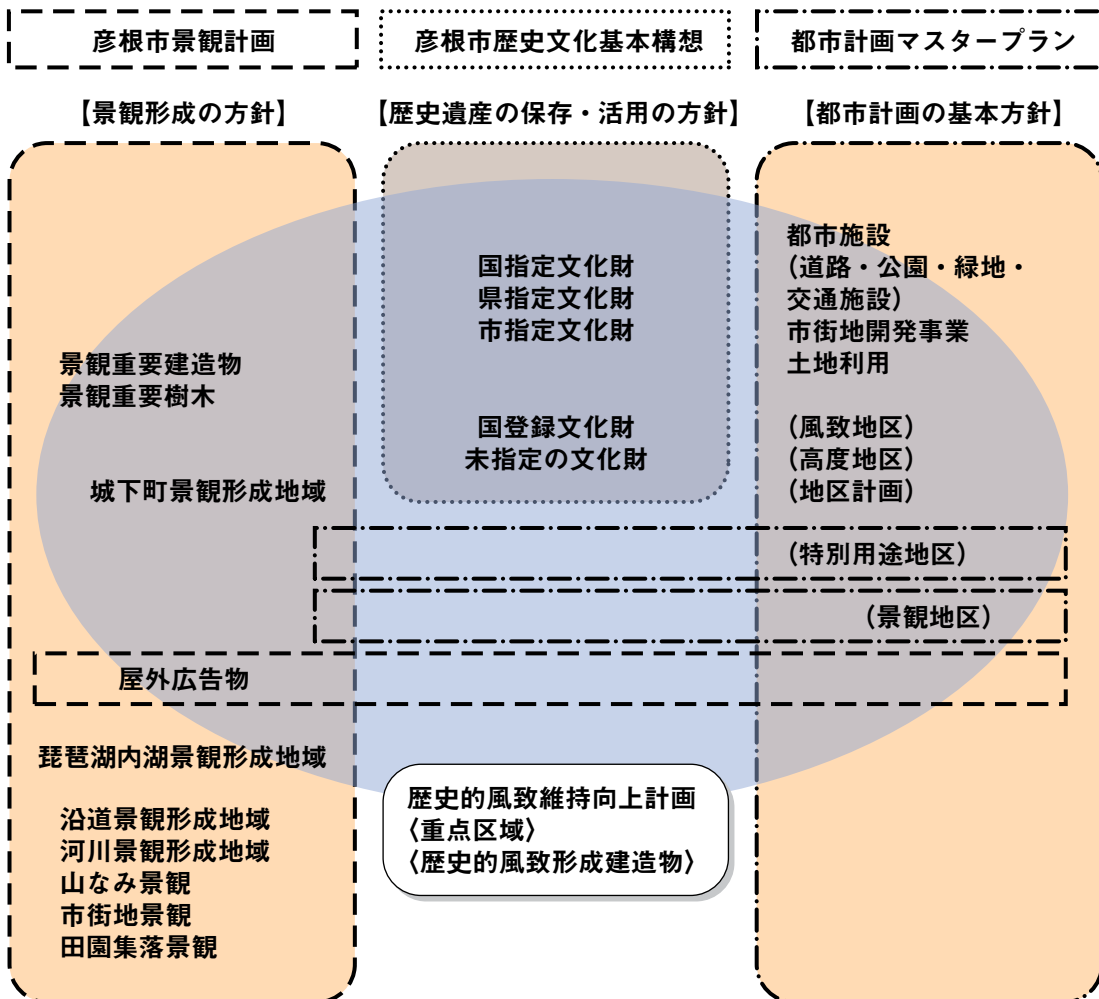 彦根市景観計画
彦根市歴史文化基本構想
都市計画マスタープラン
【景観形成の方針】
【歴史遺産の保存・活用の方針】
【都市計画の基本方針】
景観重要建造物
景観重要樹木
城下町景観形成地域
屋外広告物
琵琶湖内湖景観形成地域
沿道景観形成地域
河川景観形成地域
山なみ景観
市街地景観
田園集落景観
国指定文化財
県指定文化財
市指定文化財
国登録文化財
未指定の文化財
都市施設
(道路・公園・緑地・
交通施設)
市街地開発事業
土地利用
(風致地区)
(高度地区)
(地区計画)
(特別用途地区)
(景観地区)
歴史的風致維持向上計画
〈重点区域〉
〈歴史的風致形成建造物〉